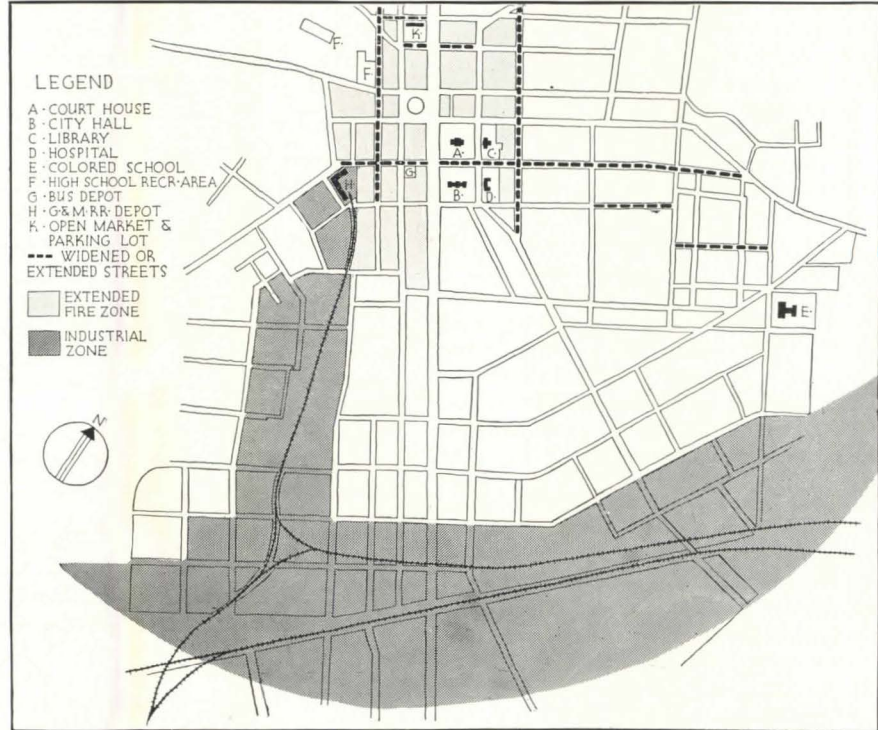 LEGEND
A · COURT HOUSE
B · CITY HALL
C · LIBRARY
D · HOSPITAL
E · COLORED SCHOOL
F · HIGH SCHOOL RECR·AREA
G · BUS DEPOT
H · G&M·RR· DEPOT
K · OPEN MARKET &
PARKING LOT
WIDENED OR
EXTENDED STREETS
EXTENDED
FIRE ZONE
INDUSTRIAL
ZONE
N·
F·
F·
K·
A·
C·
G·
H·
B·
D·
E·